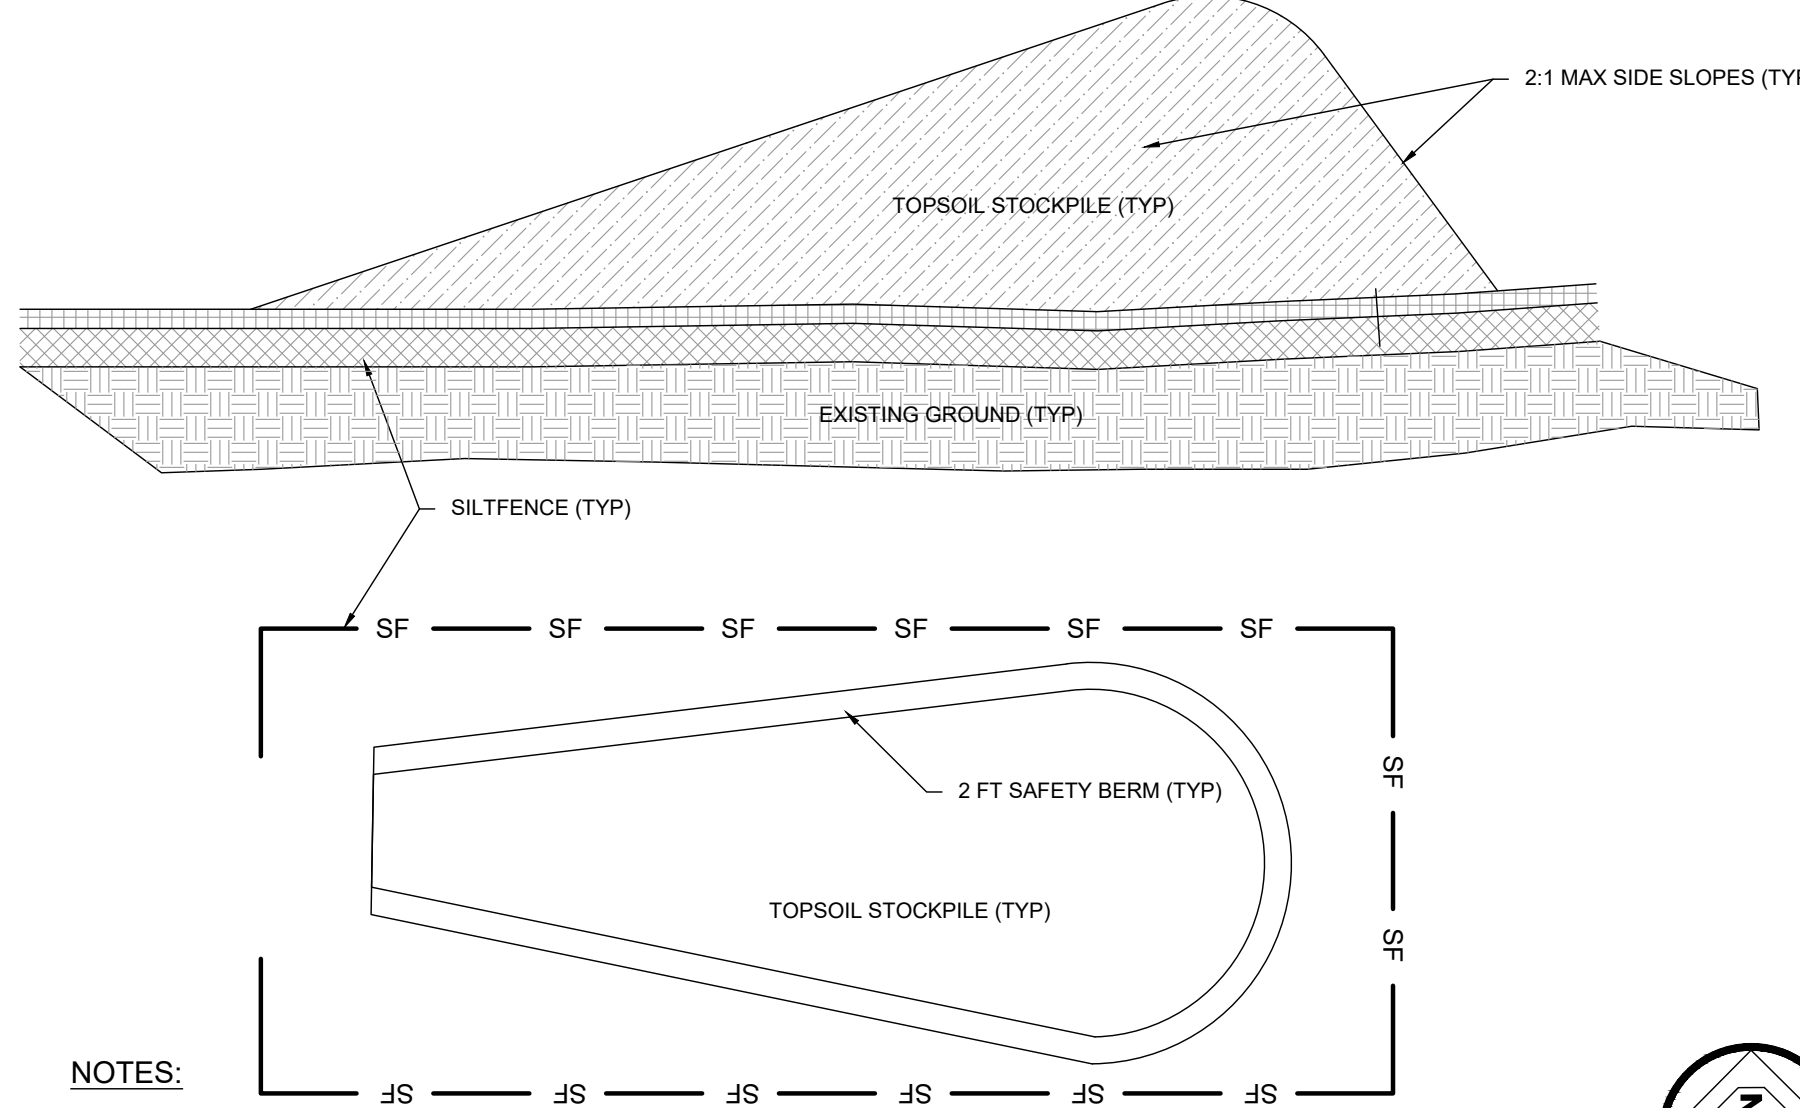 2:1 MAX SIDE SLOPES (TYP
TOPSOIL STOCKPILE (TYP)
EXISTING GROUND (TYP)
SILTFENCE (TYP)
SF SF SF SF SF SF
SF
2 FT SAFETY BERM (TYP)
TOPSOIL STOCKPILE (TYP)
SF
NOTES:
SF SF SF SF SF SF
N